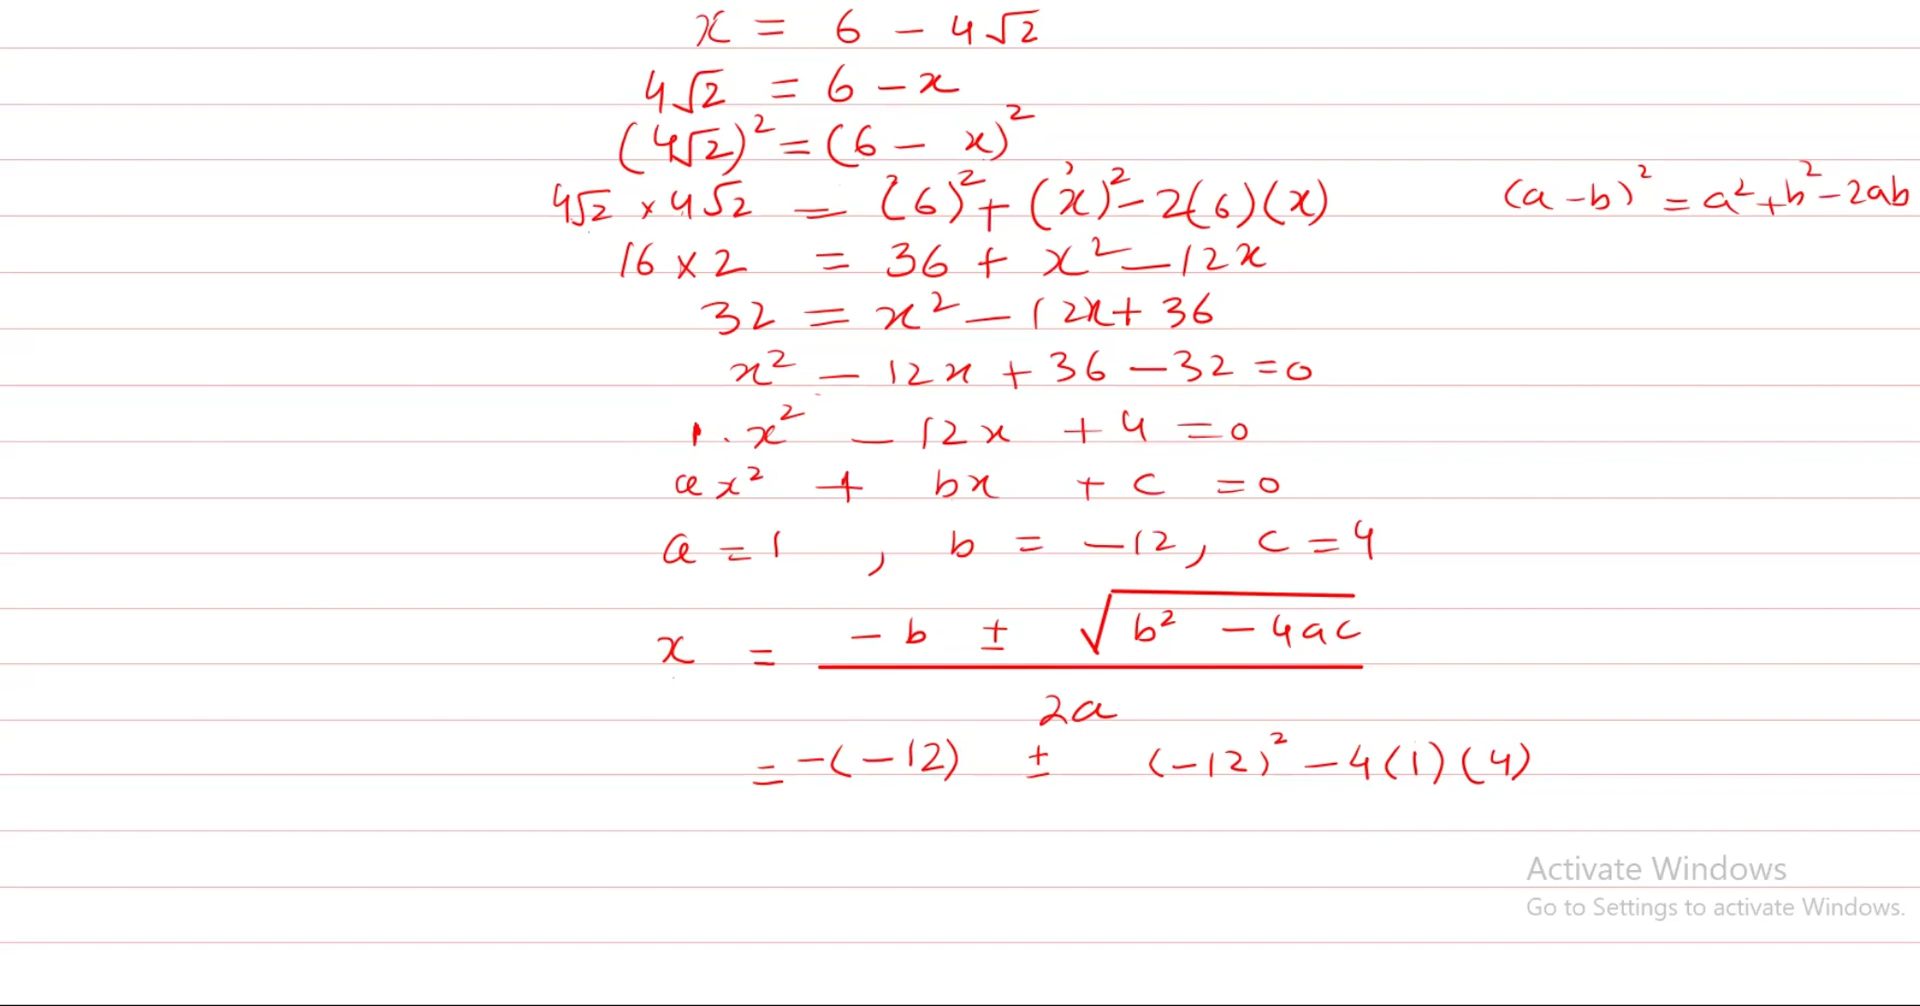 x = 6 - 4√2
4√2 = 6 - x
(4√2)² = (6 - x)²
4√2 × 4√2 = (6)² + (x)² - 2(6)(x)
(a - b)² = a² + b² - 2ab
16 × 2 = 36 + x² - 12x
32 = x² - 12x + 36
x² - 12x + 36 - 32 = 0
1. x² - 12x + 4 = 0
ax² + bx + c = 0
a = 1 , b = -12, c = 4
x = -b ± √b² - 4ac
2a
= -(-12) ± (-12)² - 4(1)(4)
Activate Windows
Go to Settings to activate Windows.